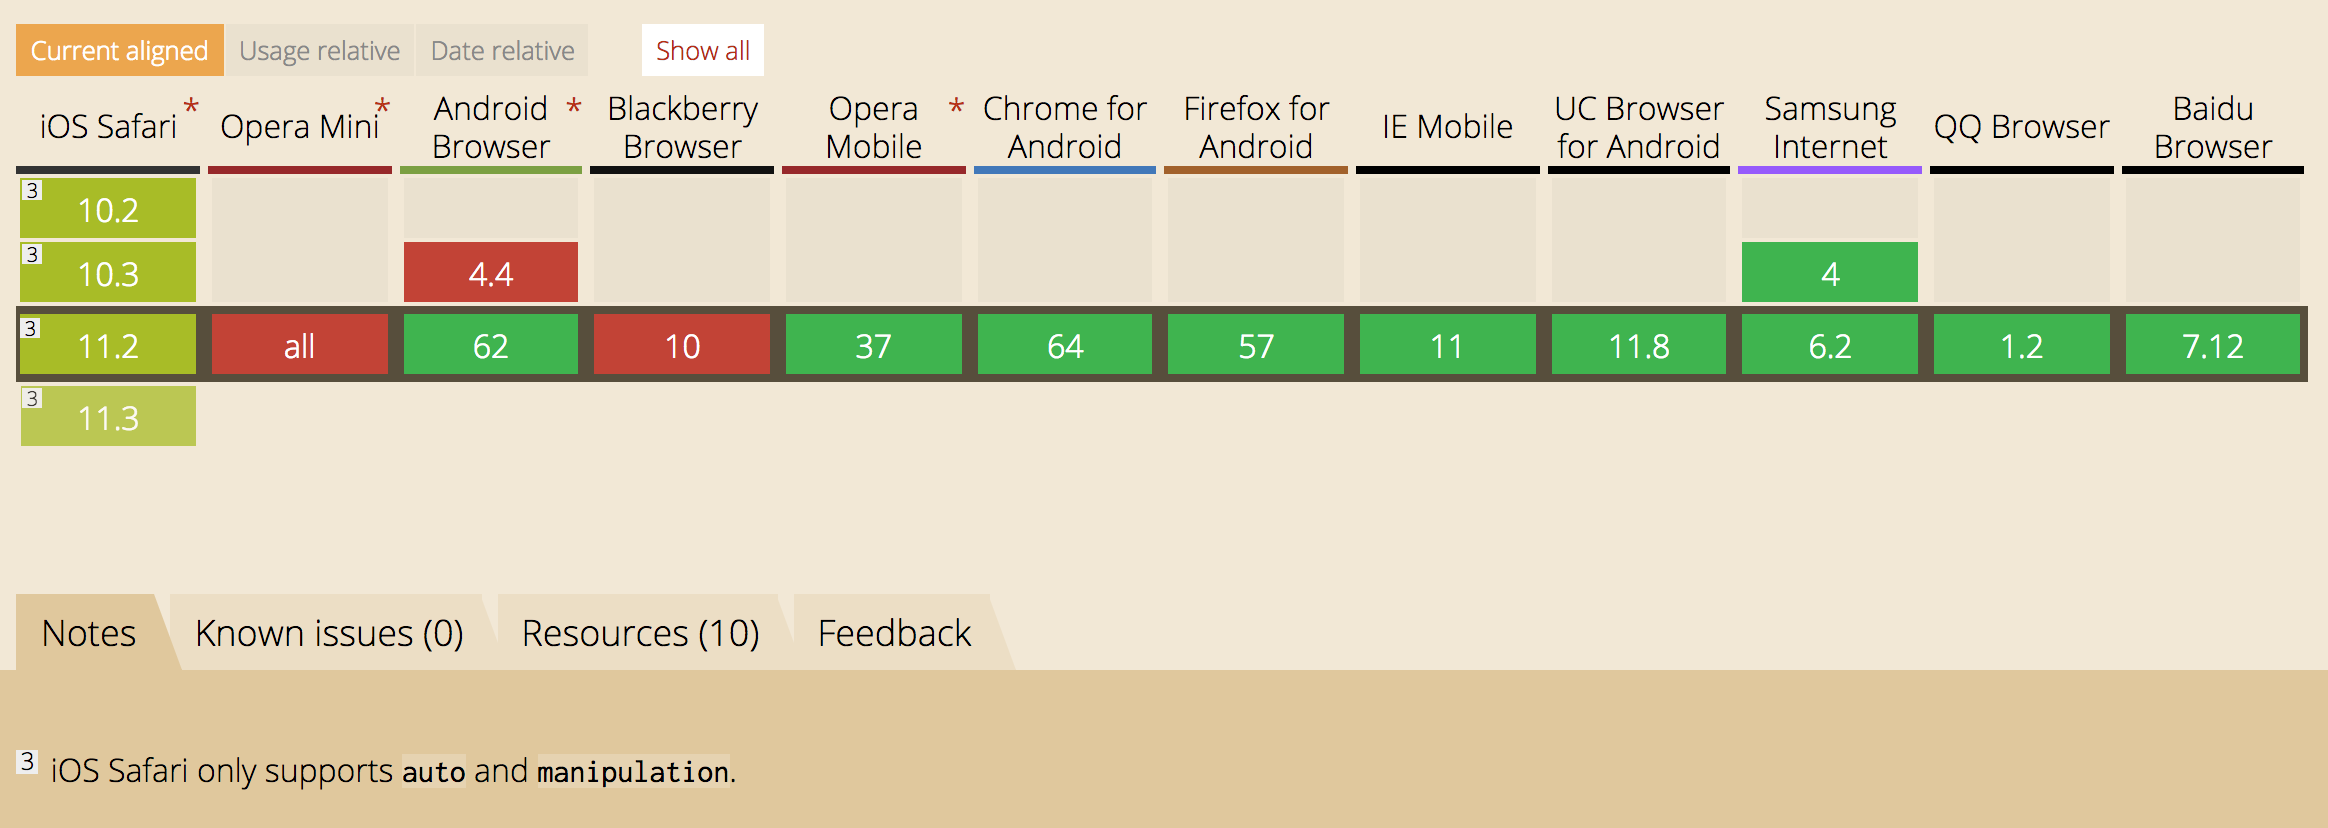 Current aligned Usage relative Date relative Show all
iOS Safari * Opera Mini * Android Browser * Blackberry Browser Opera Mobile * Chrome for Android Firefox for Android IE Mobile UC Browser for Android Samsung Internet QQ Browser Baidu Browser
3 10.2
3 10.3 4.4 4
3 11.2 all 62 10 37 64 57 11 11.8 6.2 1.2 7.12
3 11.3
Notes Known issues (0) Resources (10) Feedback
3 iOS Safari only supports auto and manipulation.